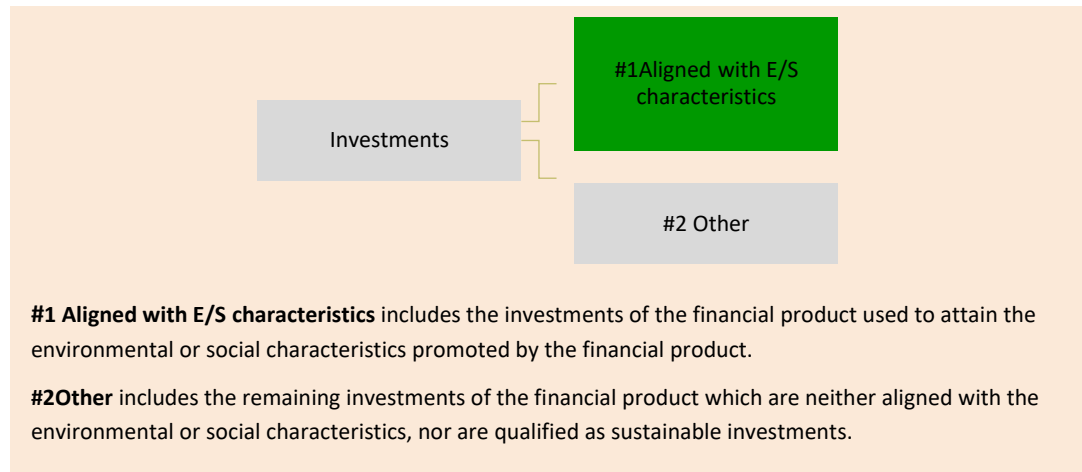 #1Aligned with E/S
characteristics
Investments
#2 Other
#1 Aligned with E/S characteristics includes the investments of the financial product used to attain the
environmental or social characteristics promoted by the financial product.
#2Other includes the remaining investments of the financial product which are neither aligned with the
environmental or social characteristics, nor are qualified as sustainable investments.